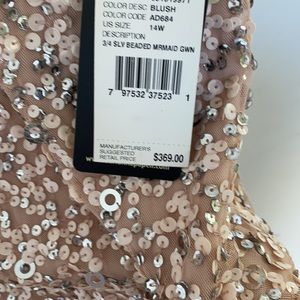 COLOR DESC: BLUSH
COLOR CODE: AD684
US SIZE: 14W
DESCRIPTION
3/4 SLV BEADED MRMAID GWN
7 97532 37523 1
MANUFACTURER'S
SUGGESTED
RETAIL PRICE $369.00